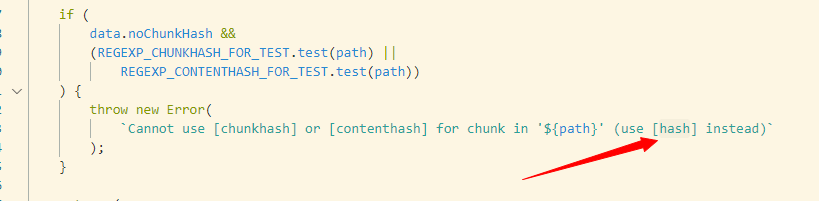 if (
data.noChunkHash &&
(REGEXP_CHUNKHASH_FOR_TEST.test(path) ||
REGEXP_CONTENTHASH_FOR_TEST.test(path))
) {
throw new Error(
`Cannot use [chunkhash] or [contenthash] for chunk in '${path}' (use [hash] instead)`
);
}